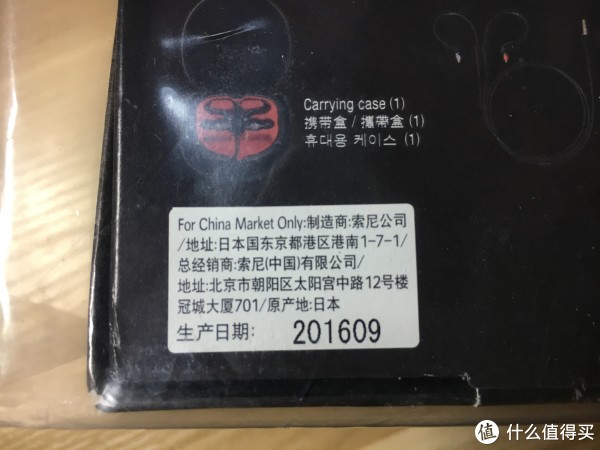 Carrying case (1)
携带盒 / 攜帶盒 (1)
휴대용 케이스 (1)
For China Market Only:制造商:索尼公司
/地址:日本国东京都港区港南1-7-1/
总经销商:索尼(中国)有限公司/
地址:北京市朝阳区太阳宫中路12号楼
冠城大厦701/原产地:日本
生产日期: 201609
值 什么值得买